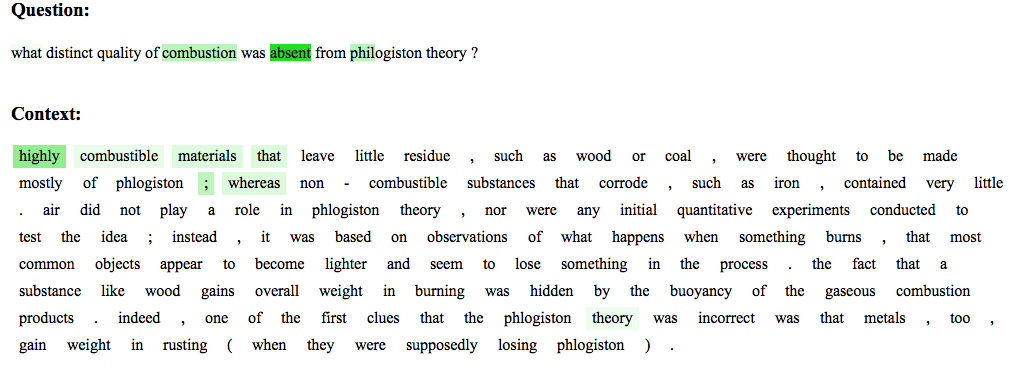 Question:
what distinct quality of combustion was absent from philogiston theory ?
Context:
highly combustible materials that leave little residue , such as wood or coal , were thought to be made
mostly of phlogiston ; whereas non - combustible substances that corrode , such as iron , contained very little
. air did not play a role in phlogiston theory , nor were any initial quantitative experiments conducted to
test the idea ; instead , it was based on observations of what happens when something burns , that most
common objects appear to become lighter and seem to lose something in the process . the fact that a
substance like wood gains overall weight in burning was hidden by the buoyancy of the gaseous combustion
products . indeed , one of the first clues that the phlogiston theory was incorrect was that metals , too ,
gain weight in rusting ( when they were supposedly losing phlogiston ) .